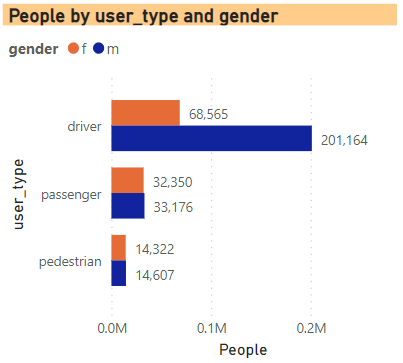 People by user_type and gender
gender f m
driver
68,565
201,164
passenger
32,350
33,176
pedestrian
14,322
14,607
user_type
0.0M 0.1M 0.2M
People